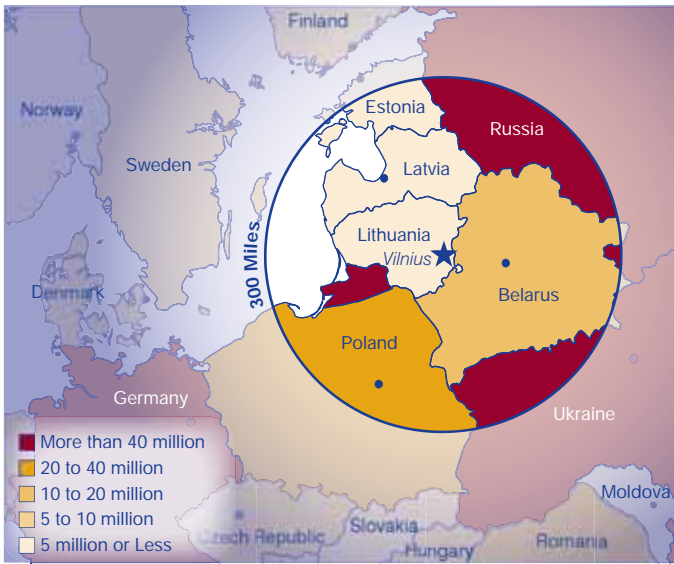 Finland
Norway
Estonia
Russia
Sweden
Latvia
Lithuania
Vilnius
300 Miles
Denmark
Belarus
Poland
Germany
Ukraine
More than 40 million
20 to 40 million
10 to 20 million
5 to 10 million
5 million or Less
Moldova
Slovakia
Czech Republic
Hungary
Romania